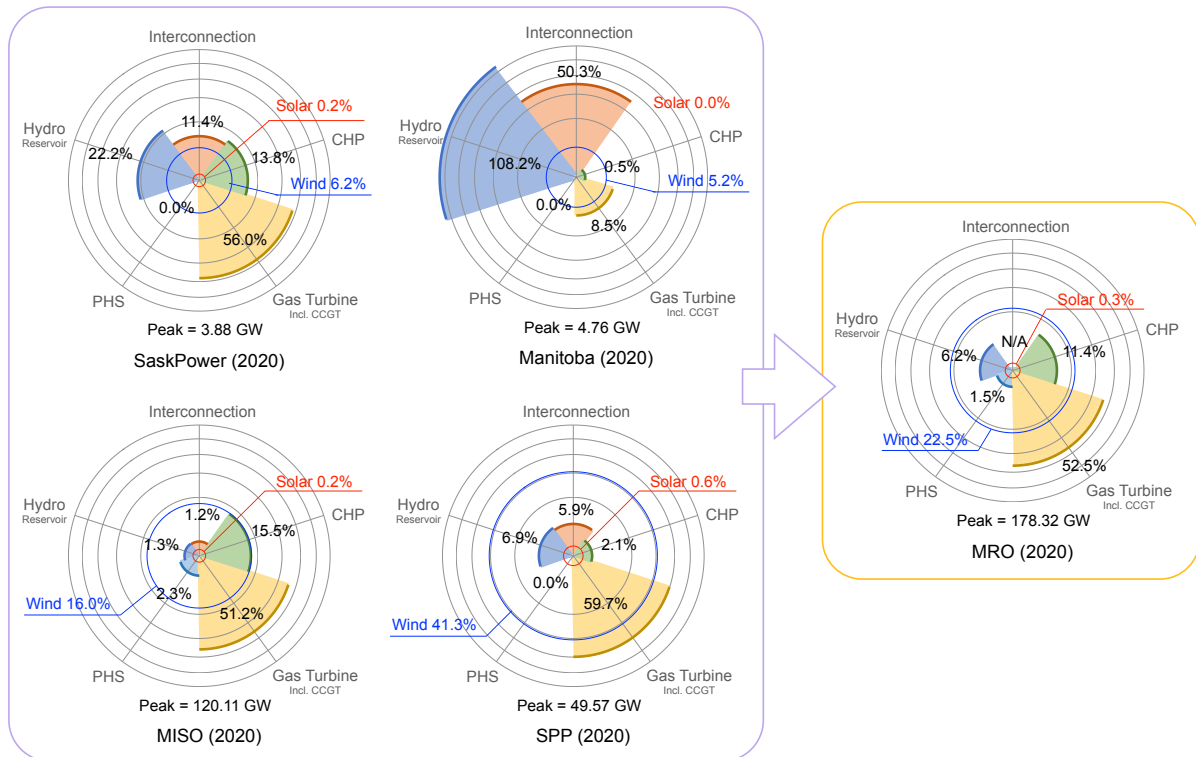 Interconnection
11.4%
Solar 0.2%
Hydro
Reservoir
22.2%
CHP
13.8%
Wind 6.2%
0.0%
56.0%
PHS
Gas Turbine
Incl. CCGT
Peak = 3.88 GW
SaskPower (2020)
Interconnection
50.3%
Solar 0.0%
Hydro
Reservoir
108.2%
CHP
0.5%
Wind 5.2%
0.0%
8.5%
PHS
Gas Turbine
Incl. CCGT
Peak = 4.76 GW
Manitoba (2020)
Interconnection
Solar 0.2%
Hydro
Reservoir
1.2%
15.5%
CHP
1.3%
2.3%
Wind 16.0%
51.2%
PHS
Gas Turbine
Incl. CCGT
Peak = 120.11 GW
MISO (2020)
Interconnection
Solar 0.6%
Hydro
Reservoir
5.9%
CHP
6.9%
2.1%
0.0%
59.7%
Wind 41.3%
PHS
Gas Turbine
Incl. CCGT
Peak = 49.57 GW
SPP (2020)
Interconnection
Solar 0.3%
Hydro
Reservoir
N/A
CHP
6.2%
11.4%
1.5%
Wind 22.5%
52.5%
PHS
Gas Turbine
Incl. CCGT
Peak = 178.32 GW
MRO (2020)